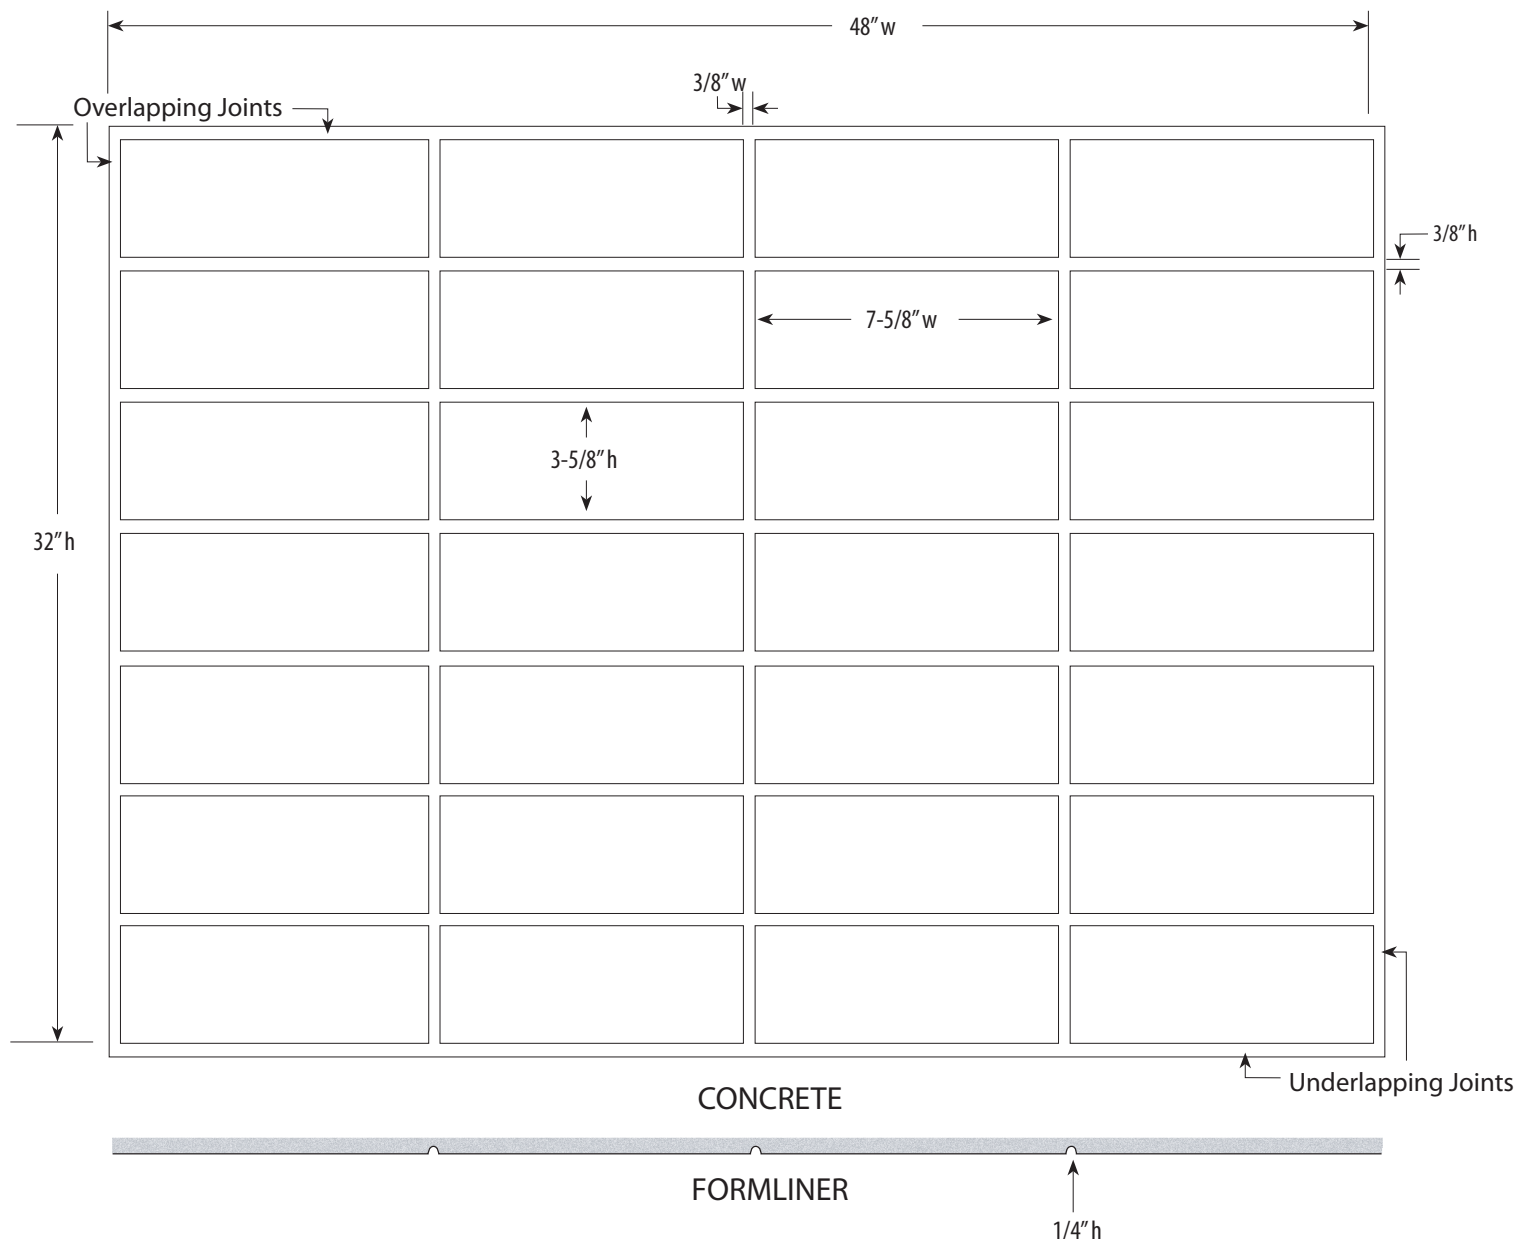 48” w
3/8” w
Overlapping Joints
3/8” h
7-5/8” w
3-5/8” h
32” h
Underlapping Joints
CONCRETE
FORMLINER
1/4” h